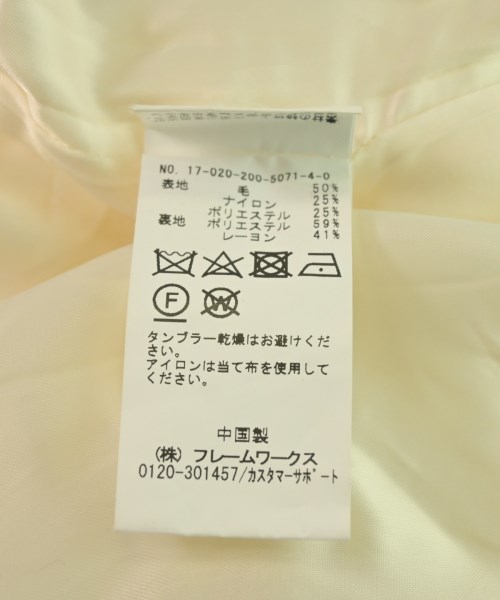 NO. 17-020-200-5071-4-0
表地 毛 50%
ナイロン 25%
ポリエステル 25%
裏地 ポリエステル 59%
レーヨン 41%
F W
タンブラー乾燥はお避けくだ
さい。
アイロンは当て布を使用して
ください。
中国製
(株) フレームワークス
0120-301457/カスタマーサポート